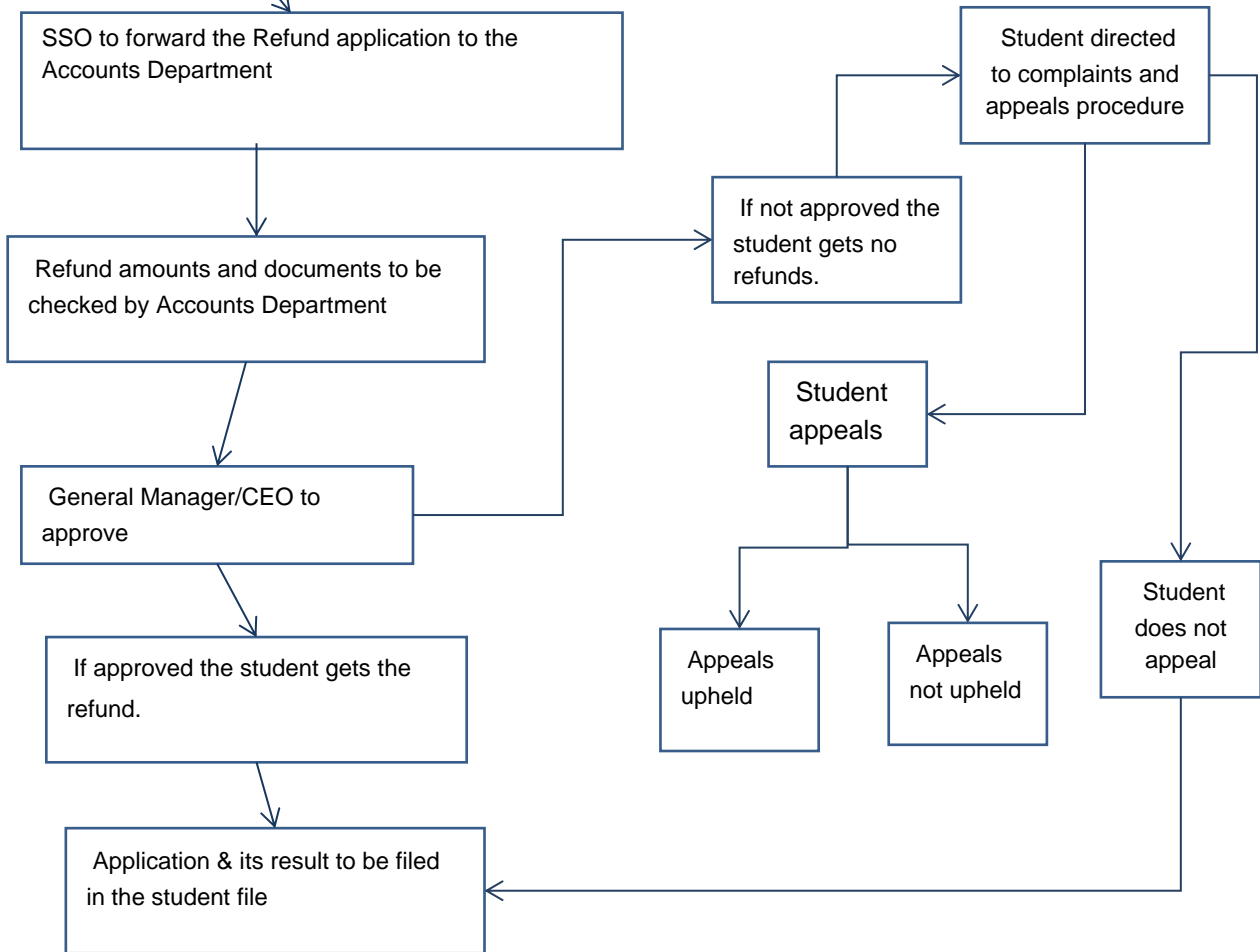 SSO to forward the Refund application to the
Accounts Department
Student directed
to complaints and
appeals procedure
If not approved the
student gets no
refunds.
Refund amounts and documents to be
checked by Accounts Department
Student
appeals
General Manager/CEO to
approve
Student
does not
appeal
If approved the student gets the
refund.
Appeals
upheld
Appeals
not upheld
Application & its result to be filed
in the student file